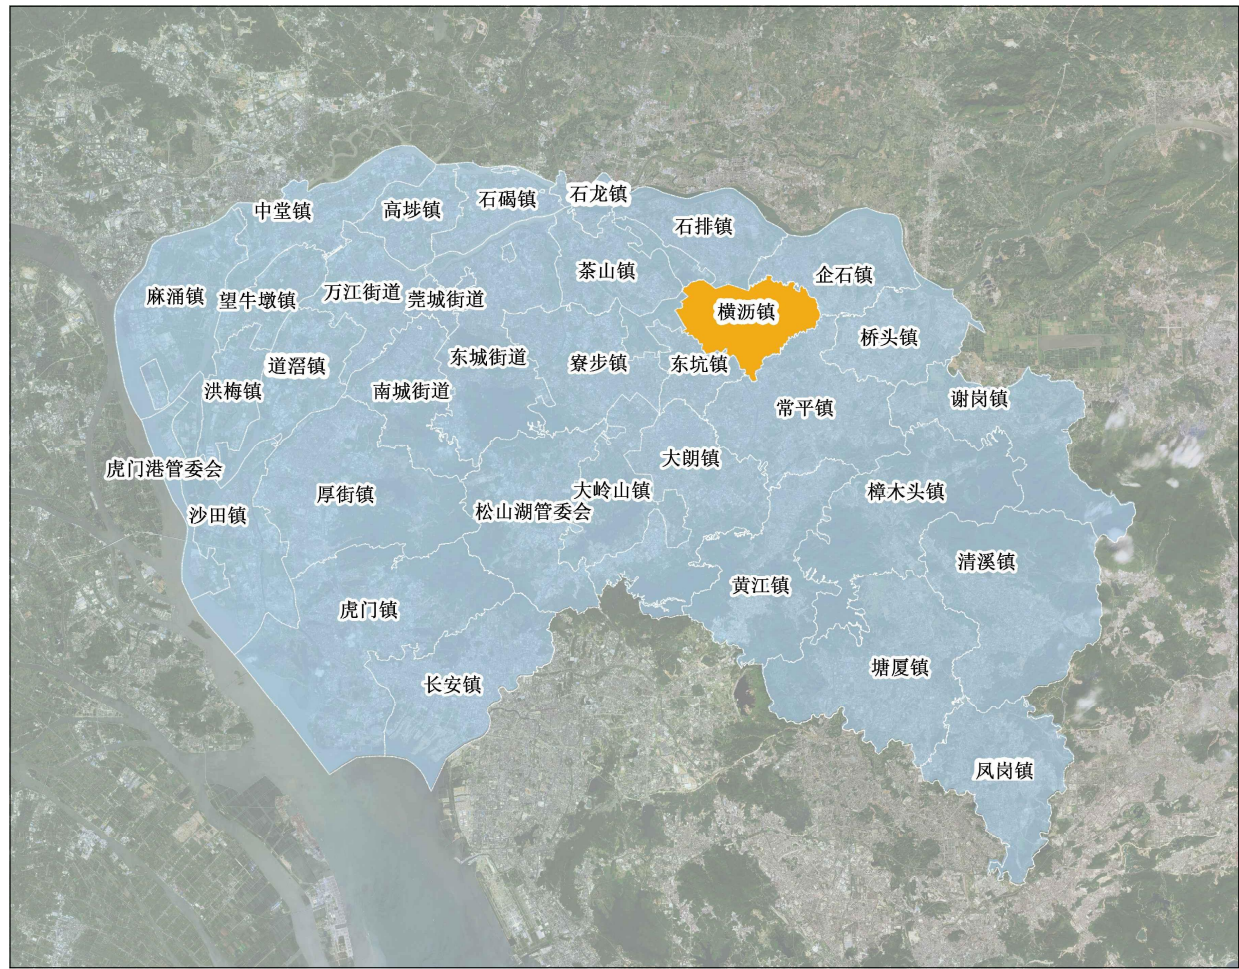 石龙镇
石碣镇
中堂镇
高埗镇
石排镇
茶山镇
企石镇
麻涌镇
望牛墩镇
万江街道
莞城街道
横沥镇
桥头镇
东城街道
寮步镇
东坑镇
道滘镇
洪梅镇
南城街道
谢岗镇
常平镇
大朗镇
虎门港管委会
厚街镇
大岭山镇
樟木头镇
沙田镇
松山湖管委会
清溪镇
黄江镇
虎门镇
塘厦镇
长安镇
凤岗镇